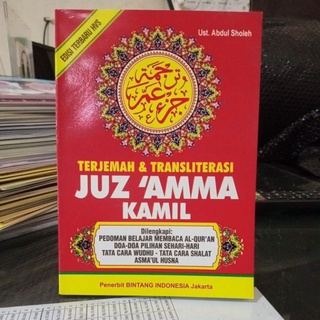 Ust. Abdul Sholeh
EDISI TERBARU HVS
ترجمة
جزء عم
TERJEMAH & TRANSLITERASI
JUZ 'AMMA
KAMIL
Dilengkapi:
PEDOMAN BELAJAR MEMBACA AL-QUR'AN
DOA-DOA PILIHAN SEHARI-HARI
TATA CARA WUDHU - TATA CARA SHALAT
ASMA'UL HUSNA
Penerbit BINTANG INDONESIA Jakarta